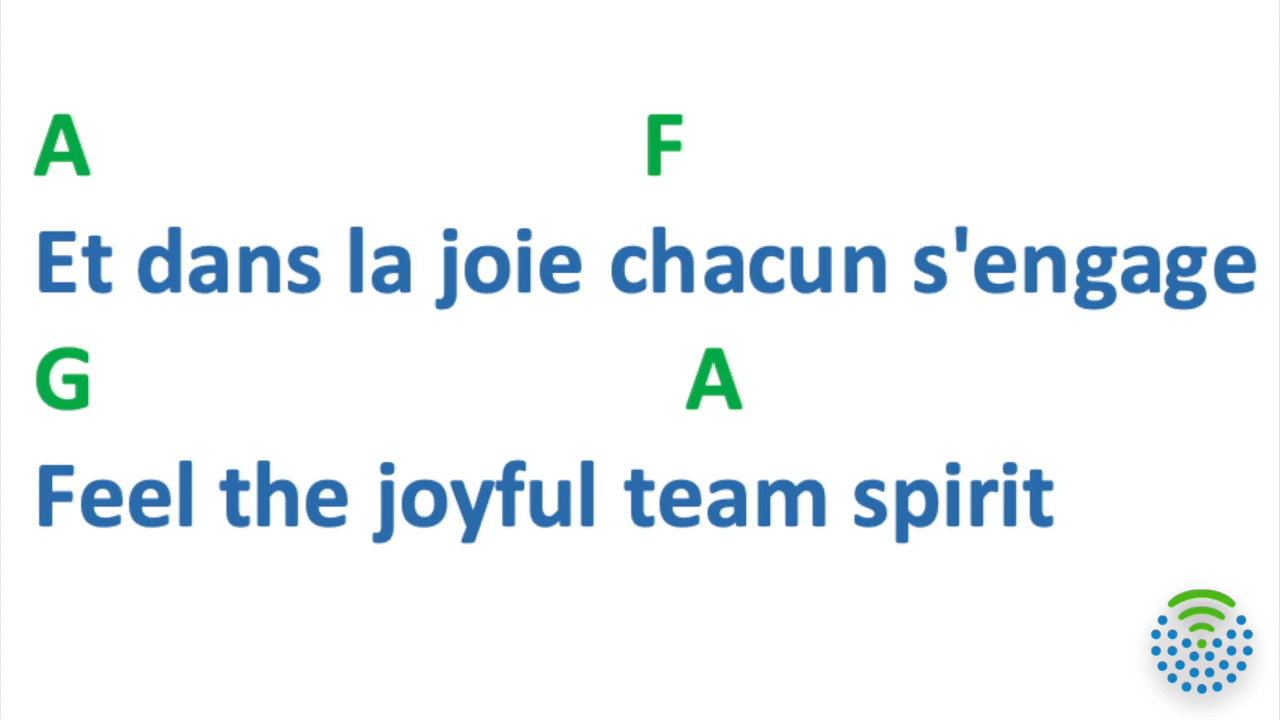 A F
Et dans la joie chacun s'engage
G A
Feel the joyful team spirit